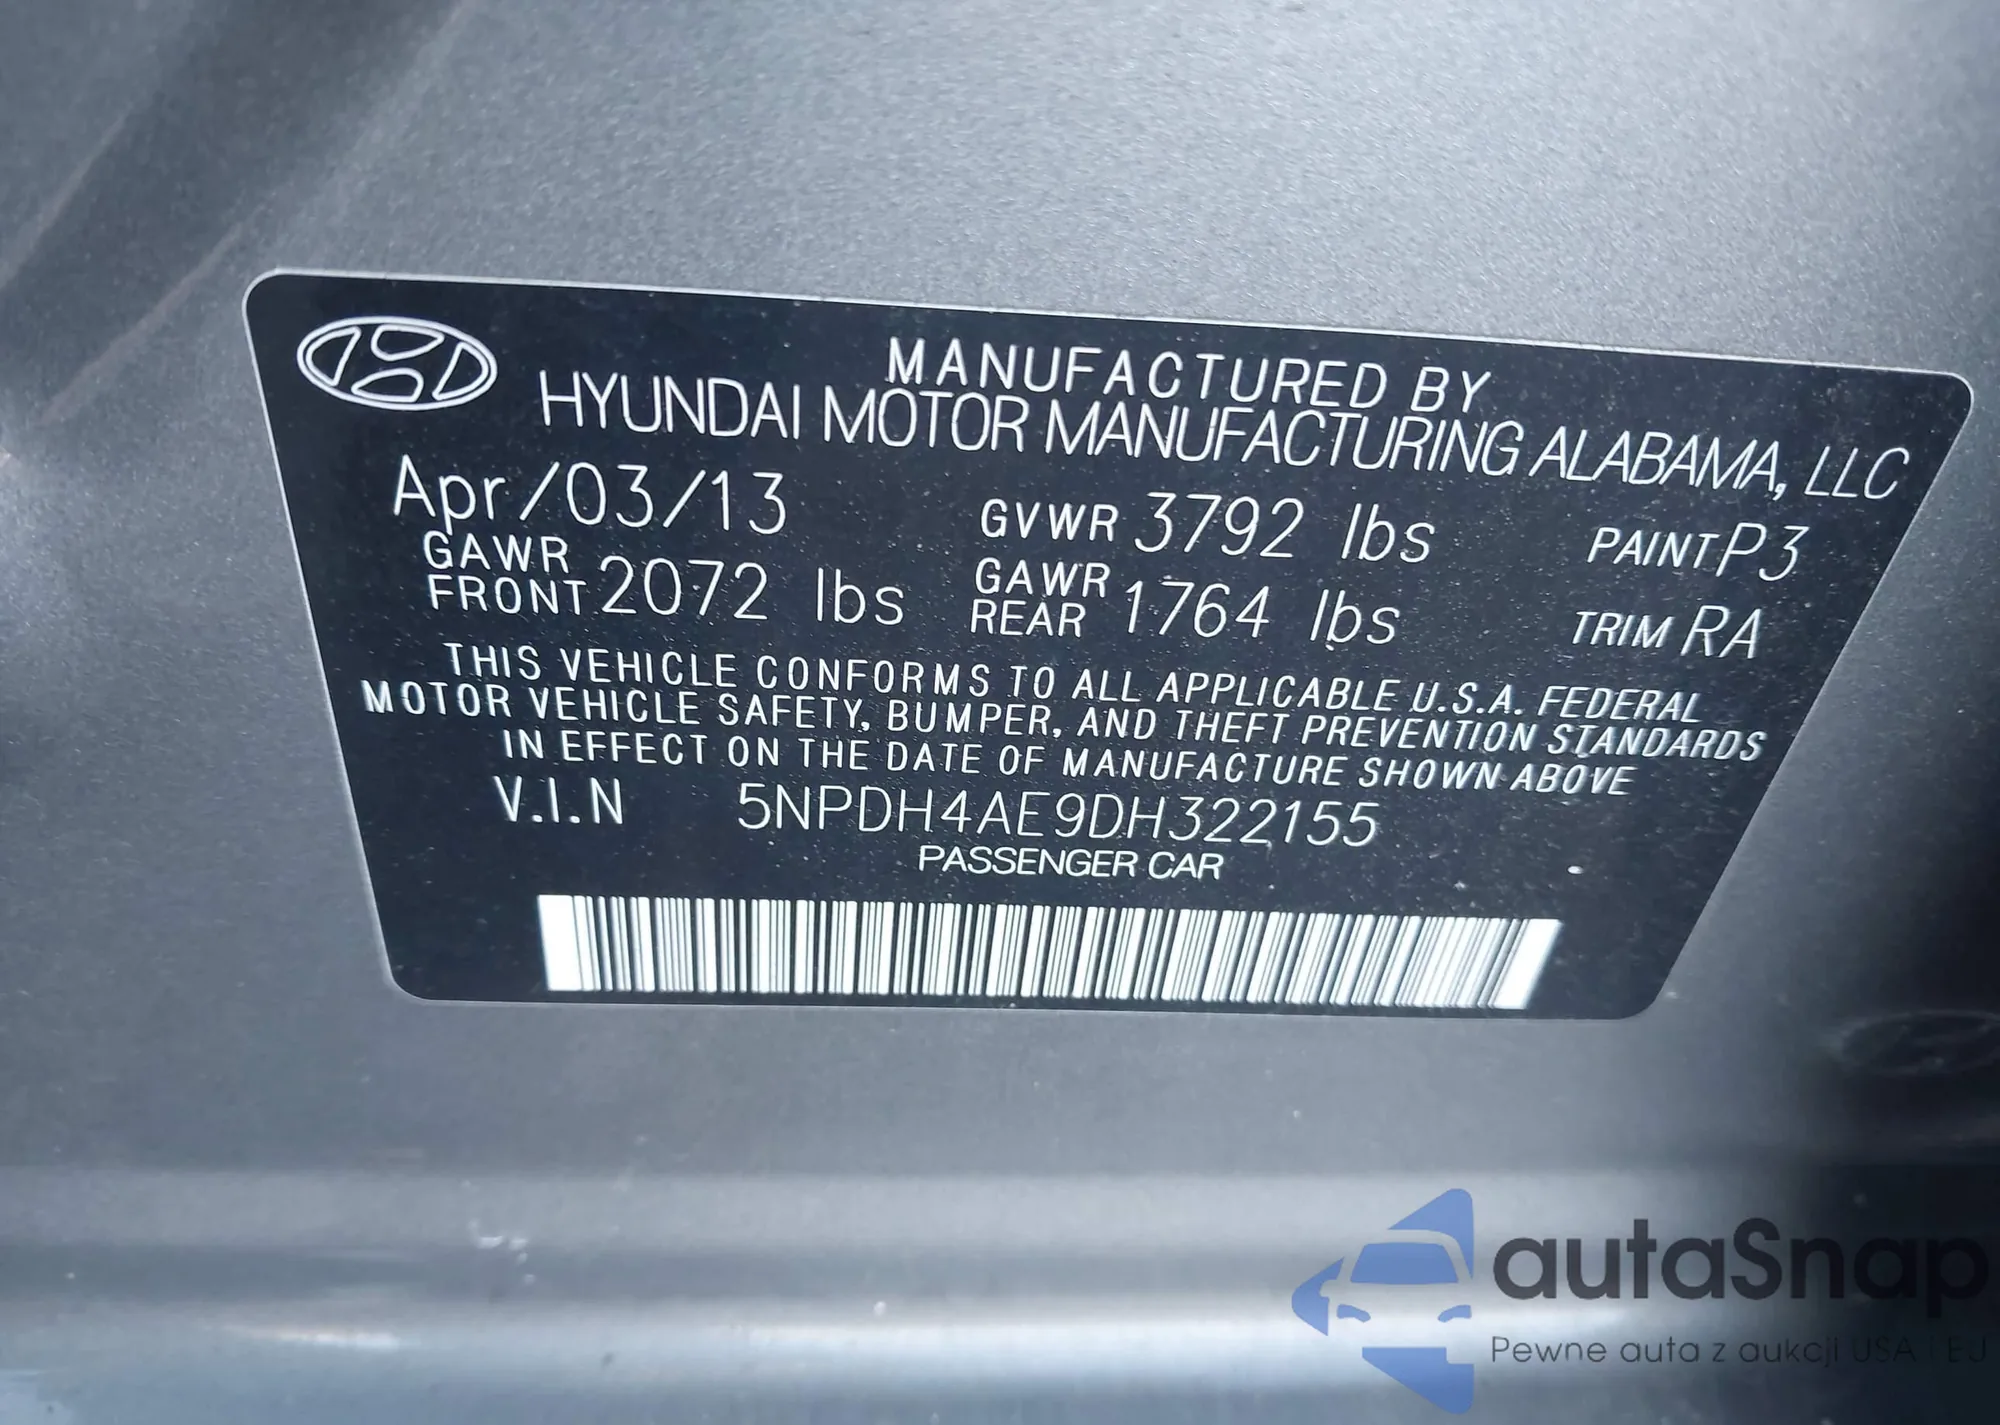 MANUFACTURED BY
HYUNDAI MOTOR MANUFACTURING ALABAMA, LLC
Apr/03/13 GVWR 3792 lbs PAINT P3
GAWR FRONT 2072 lbs GAWR REAR 1764 lbs TRIM RA
THIS VEHICLE CONFORMS TO ALL APPLICABLE U.S.A. FEDERAL
MOTOR VEHICLE SAFETY, BUMPER, AND THEFT PREVENTION STANDARDS
IN EFFECT ON THE DATE OF MANUFACTURE SHOWN ABOVE
V.I.N 5NPDH4AE9DH322155
PASSENGER CAR
autaSnap
Pewne auta z aukcji USA i EU